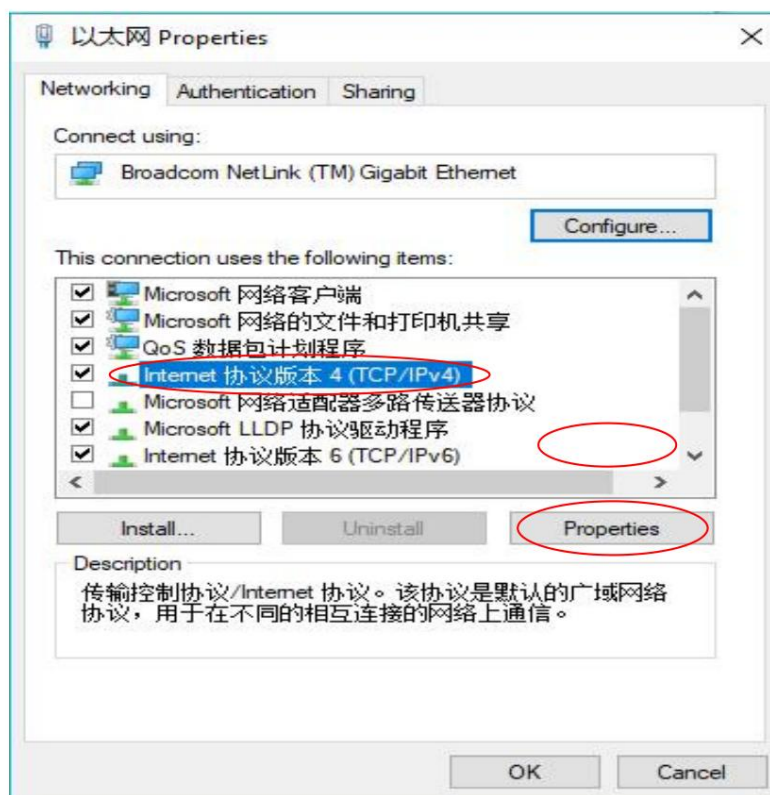 以太网 Properties
Networking Authentication Sharing
Connect using:
Broadcom NetLink (TM) Gigabit Ethernet
Configure...
This connection uses the following items:
Microsoft 网络客户端
Microsoft 网络的文件和打印机共享
QoS 数据包计划程序
Internet 协议版本 4 (TCP/IPv4)
Microsoft 网络适配器多路传送器协议
Microsoft LLDP 协议驱动程序
Internet 协议版本 6 (TCP/IPv6)
Install... Uninstall Properties
Description
传输控制协议/Internet 协议。该协议是默认的广域网络
协议，用于在不同的相互连接的网络上通信。
OK Cancel